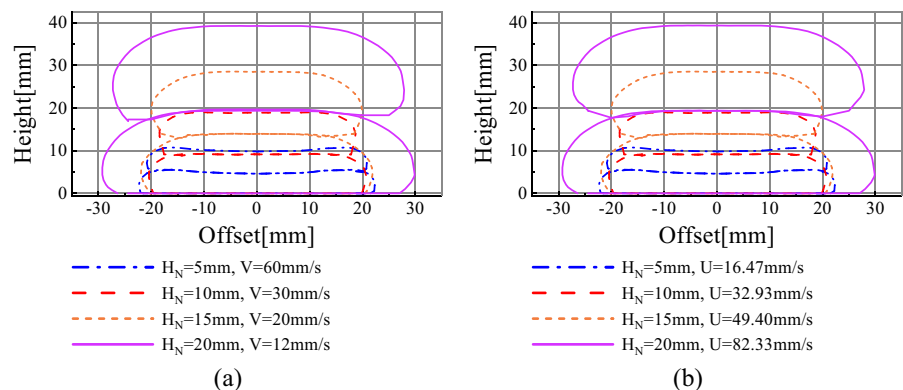 40
30
20
10
0
Height[mm]
-30 -20 -10 0 10 20 30
Offset[mm]
H_N=5mm, V=60mm/s
H_N=10mm, V=30mm/s
H_N=15mm, V=20mm/s
H_N=20mm, V=12mm/s
(a)
40
30
20
10
0
Height[mm]
-30 -20 -10 0 10 20 30
Offset[mm]
H_N=5mm, U=16.47mm/s
H_N=10mm, U=32.93mm/s
H_N=15mm, U=49.40mm/s
H_N=20mm, U=82.33mm/s
(b)